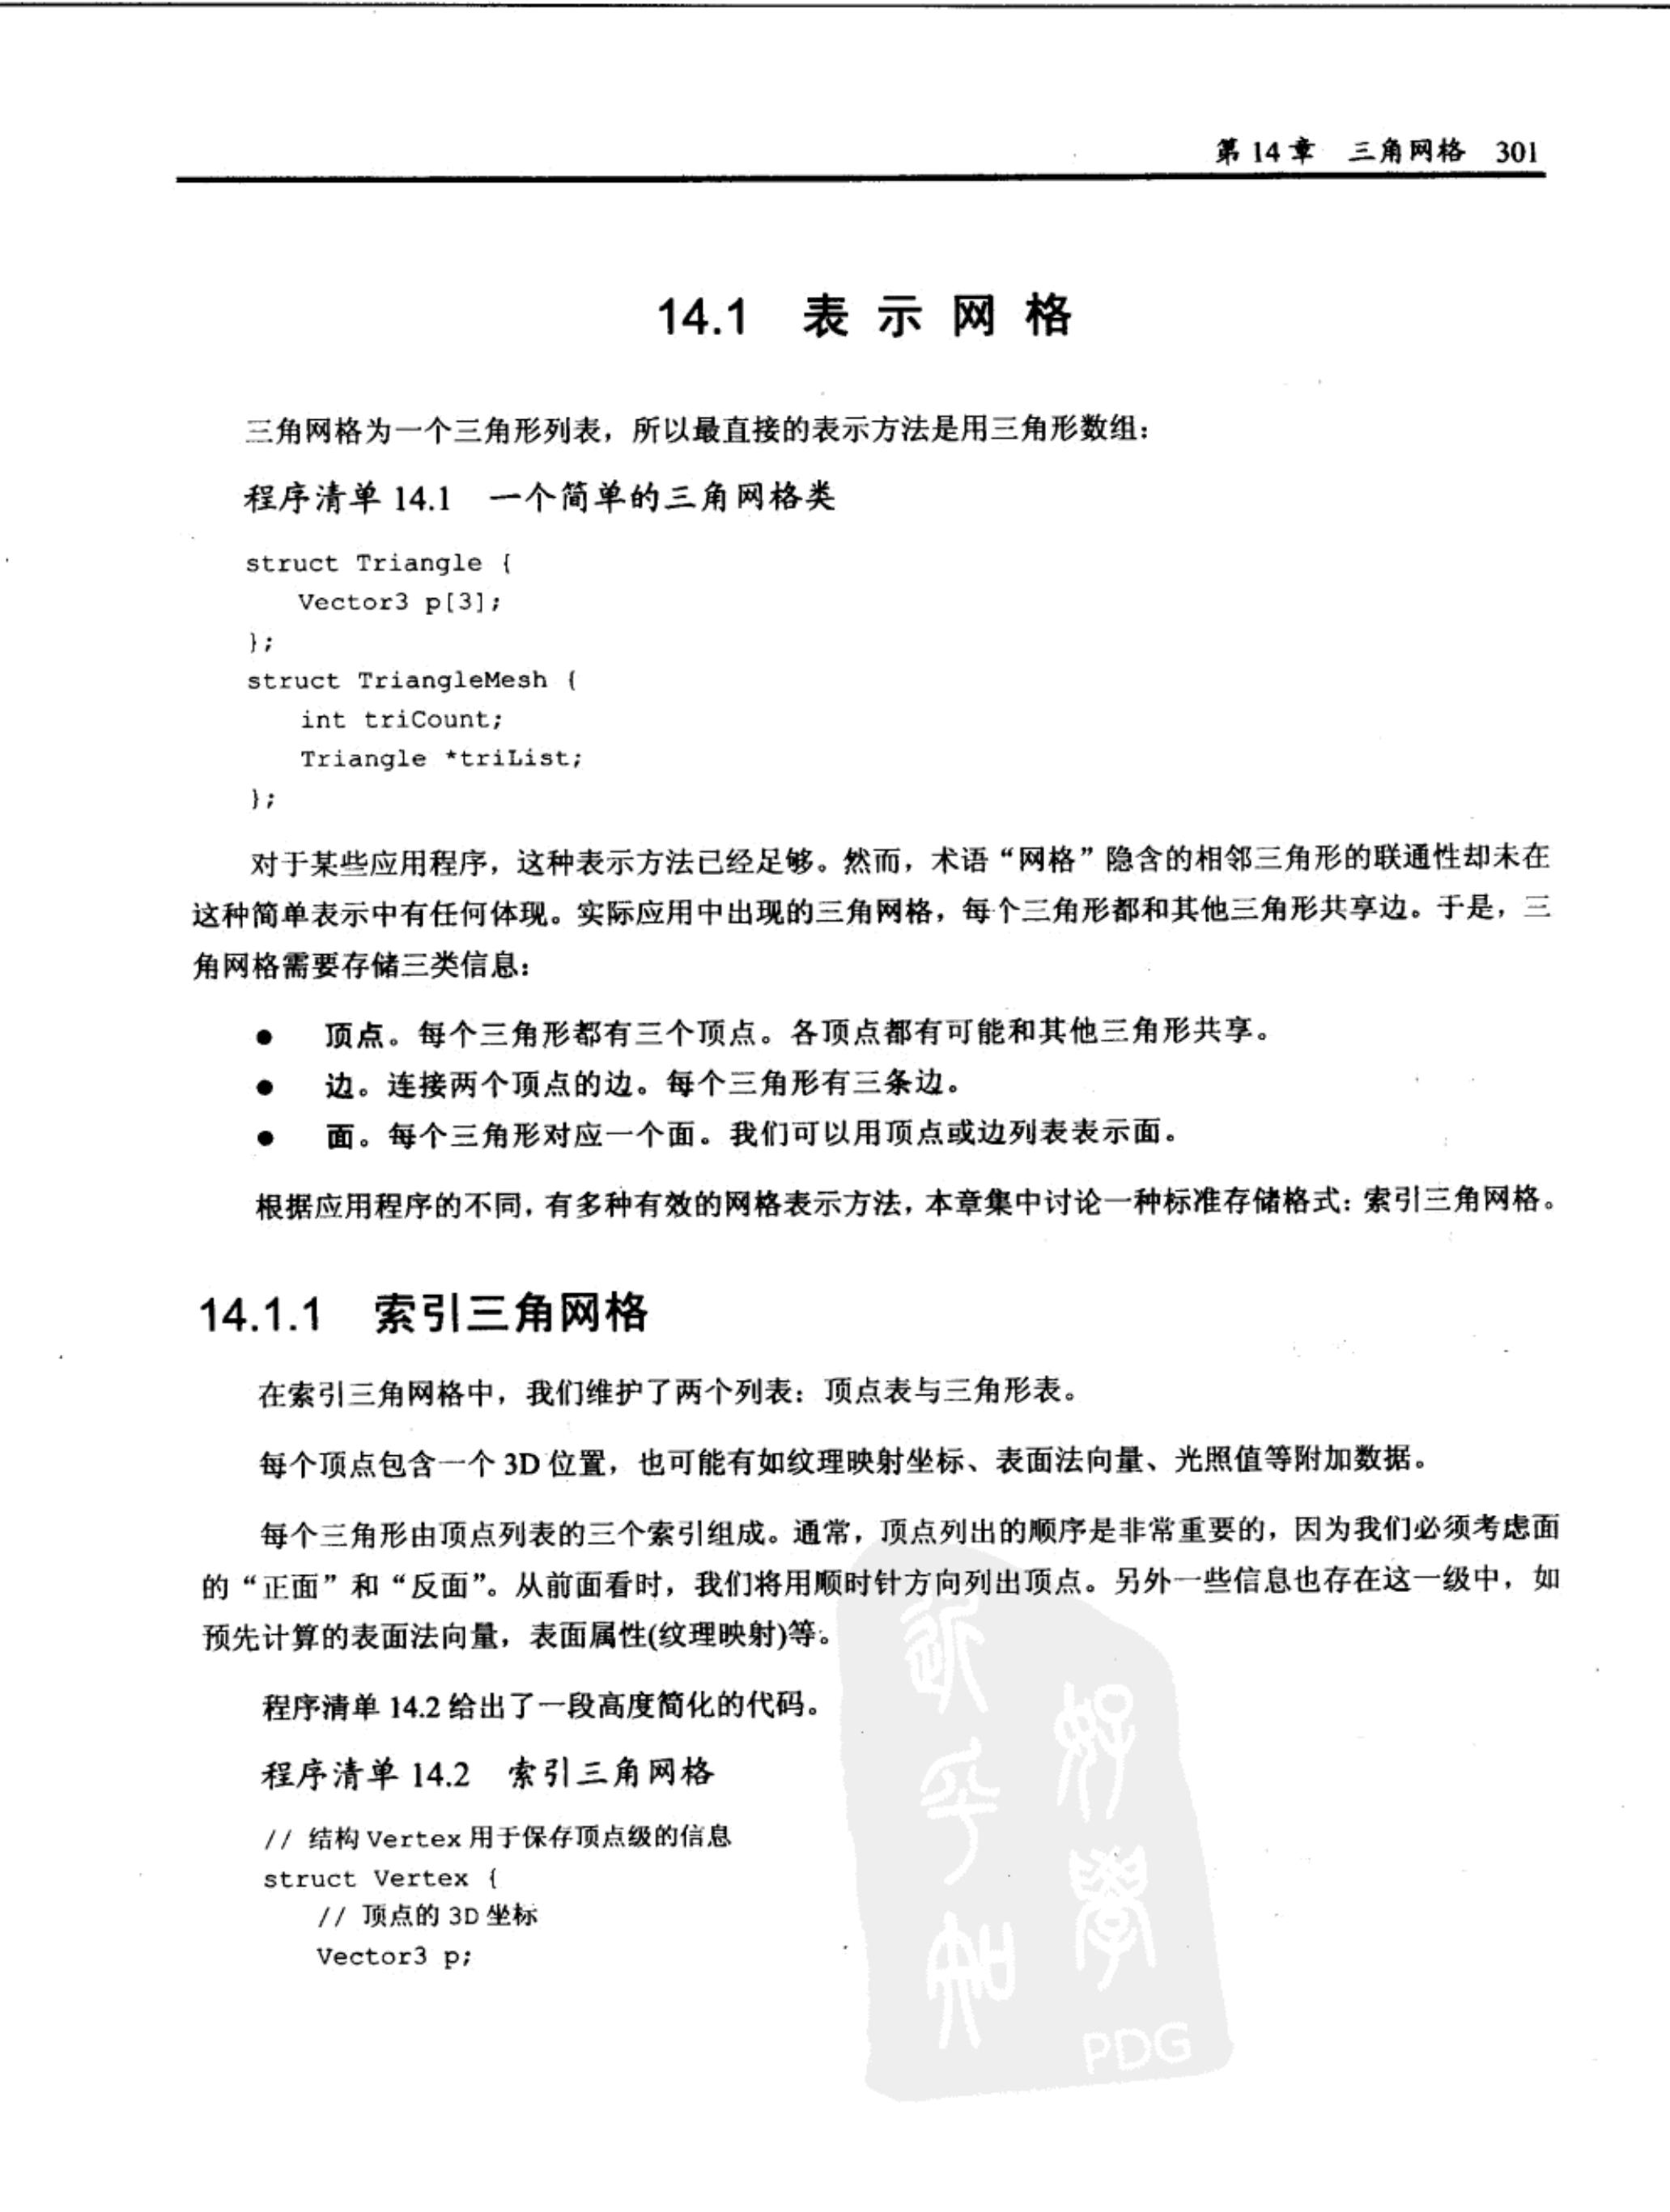 第 14 章 三角网格 301
14.1 表 示 网 格
三角网格为一个三角形列表，所以最直接的表示方法是用三角形数组：
程序清单 14.1 一个简单的三角网格类
struct Triangle {
Vector3 p[3];
};
struct TriangleMesh {
int triCount;
Triangle *triList;
};
对于某些应用程序，这种表示方法已经足够。然而，术语“网格”隐含的相邻三角形的联通性却未在
这种简单表示中有任何体现。实际应用中出现的三角网格，每个三角形都和其他三角形共享边。于是，三
角网格需要存储三类信息：
● 顶点。每个三角形都有三个顶点。各顶点都有可能和其他三角形共享。
● 边。连接两个顶点的边。每个三角形有三条边。
● 面。每个三角形对应一个面。我们可以用顶点或边列表表示面。
根据应用程序的不同，有多种有效的网格表示方法，本章集中讨论一种标准存储格式：索引三角网格。
14.1.1 索引三角网格
在索引三角网格中，我们维护了两个列表：顶点表与三角形表。
每个顶点包含一个 3D 位置，也可能有如纹理映射坐标、表面法向量、光照值等附加数据。
每个三角形由顶点列表的三个索引组成。通常，顶点列出的顺序是非常重要的，因为我们必须考虑面
的“正面”和“反面”。从前面看时，我们将用顺时针方向列出顶点。另外一些信息也存在这一级中，如
预先计算的表面法向量，表面属性(纹理映射)等。
程序清单 14.2 给出了一段高度简化的代码。
程序清单 14.2 索引三角网格
// 结构 Vertex 用于保存顶点级的信息
struct Vertex {
// 顶点的 3D 坐标
Vector3 p;
PDG